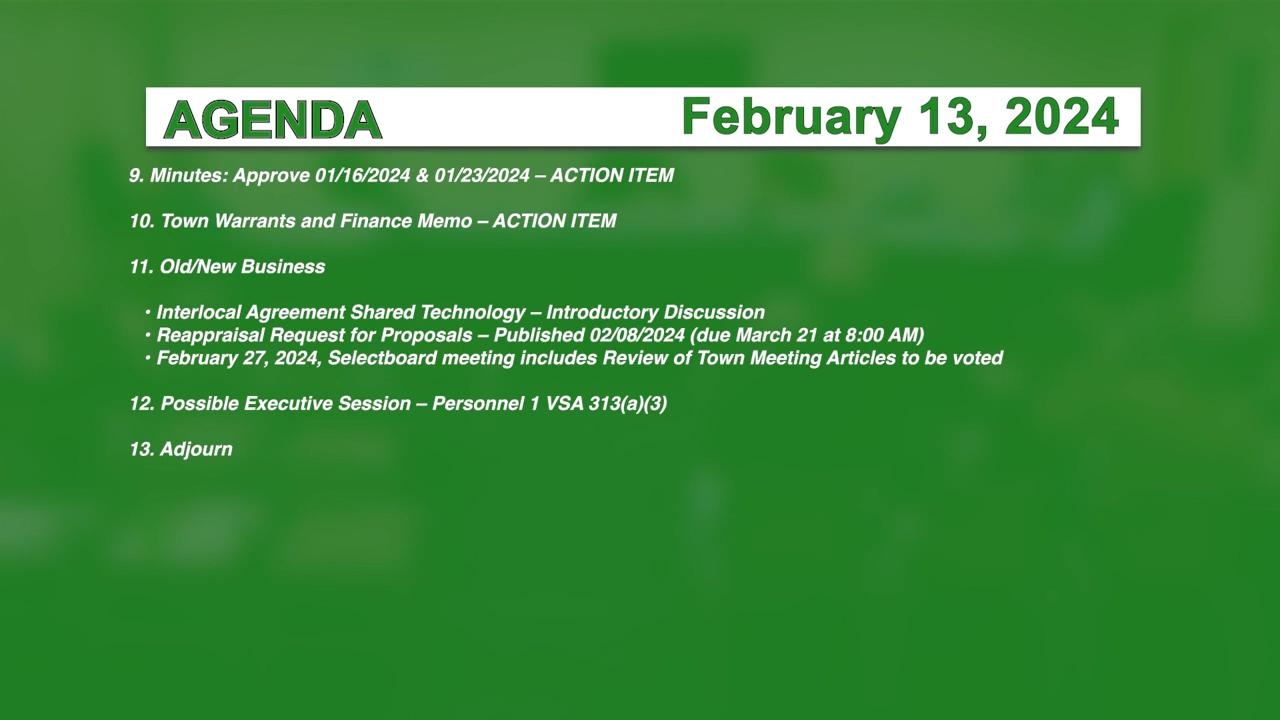 AGENDA February 13, 2024
9. Minutes: Approve 01/16/2024 & 01/23/2024 – ACTION ITEM
10. Town Warrants and Finance Memo – ACTION ITEM
11. Old/New Business
• Interlocal Agreement Shared Technology – Introductory Discussion
• Reappraisal Request for Proposals – Published 02/08/2024 (due March 21 at 8:00 AM)
• February 27, 2024, Selectboard meeting includes Review of Town Meeting Articles to be voted
12. Possible Executive Session – Personnel 1 VSA 313(a)(3)
13. Adjourn